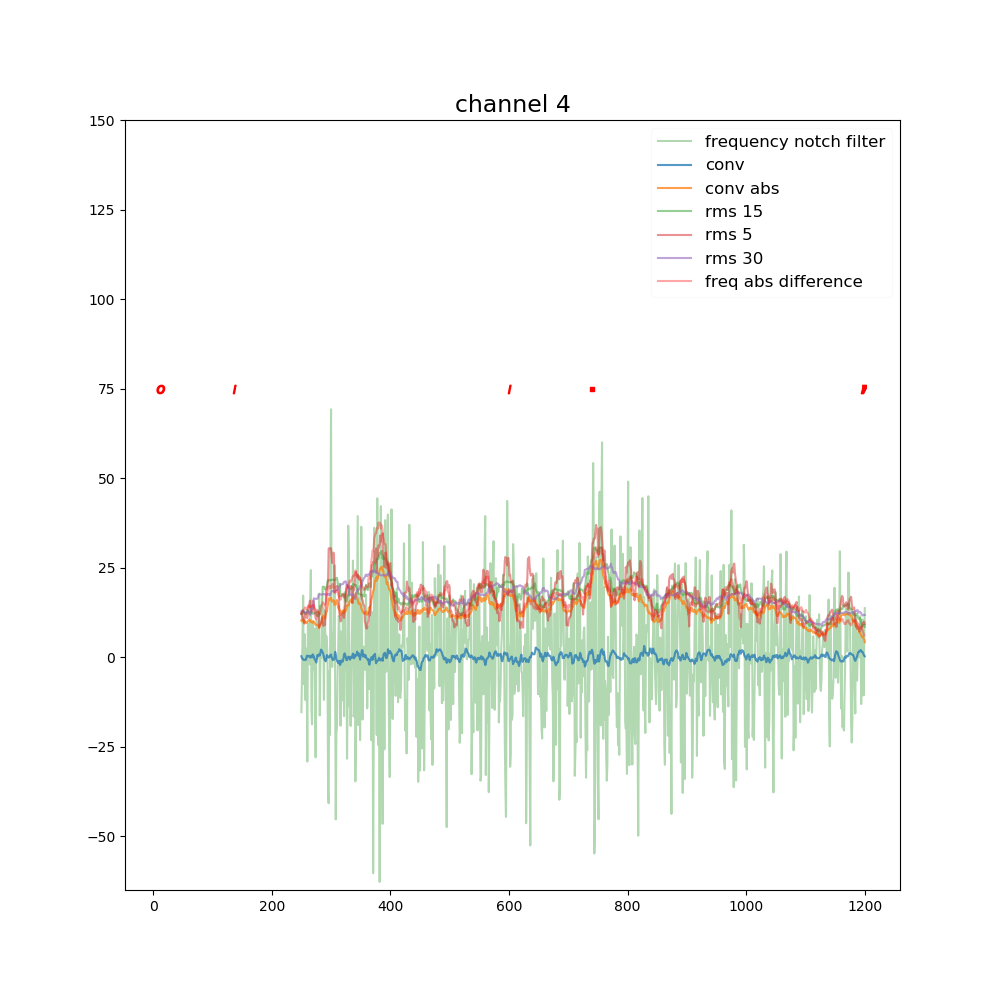 channel 4
150
125
100
75
50
25
0
−25
−50
0
200
400
600
800
1000
1200
frequency notch filter
conv
conv abs
rms 15
rms 5
rms 30
freq abs difference
o